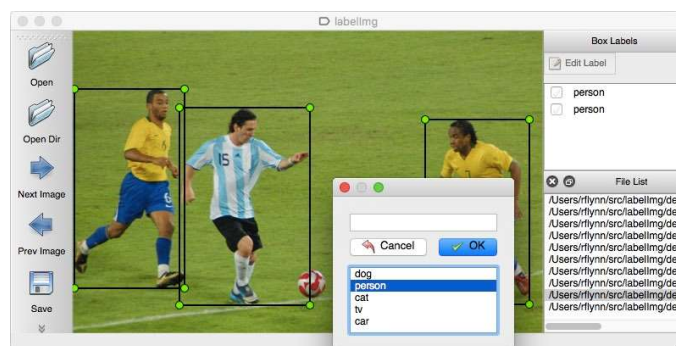 labelImg
Open
Open Dir
Next Image
Prev Image
Save
15
6
6
Box Labels
Edit Label
person
person
File List
/Users/rflynn/src/labelImg/de
/Users/rflynn/src/labelImg/de
/Users/rflynn/src/labelImg/de
/Users/rflynn/src/labelImg/de
/Users/rflynn/src/labelImg/de
/Users/rflynn/src/labelImg/de
/Users/rflynn/src/labelImg/de
/Users/rflynn/src/labelImg/de
/Users/rflynn/src/labelImg/de
/Users/rflynn/src/labelImg/de
Cancel
OK
dog
person
cat
tv
car